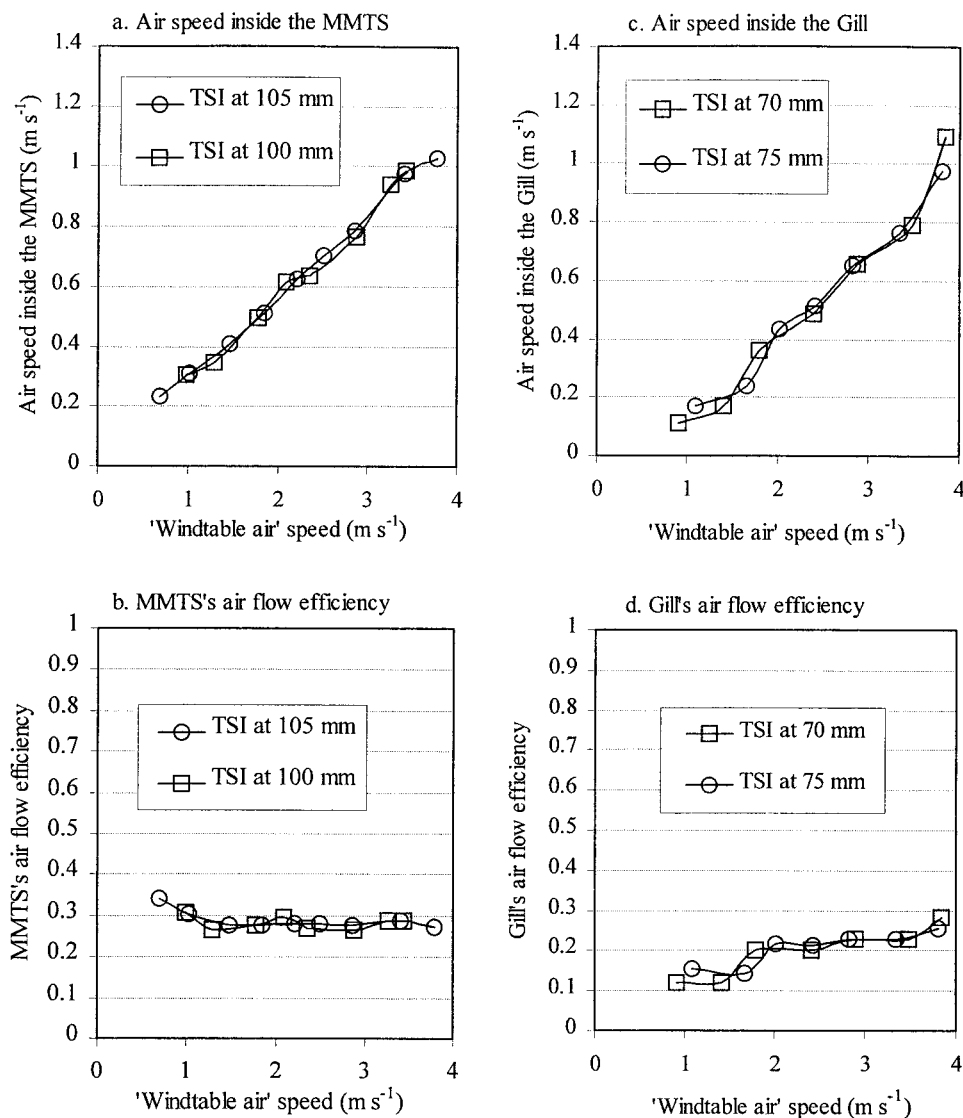 a. Air speed inside the MMTS
Air speed inside the MMTS (m s⁻¹)
1.4
1.2
1
0.8
0.6
0.4
0.2
0
TSI at 105 mm
TSI at 100 mm
0 1 2 3 4
'Windtable air' speed (m s⁻¹)
c. Air speed inside the Gill
Air speed inside the Gill (m s⁻¹)
1.4
1.2
1
0.8
0.6
0.4
0.2
0
TSI at 70 mm
TSI at 75 mm
0 1 2 3 4
'Windtable air' speed (m s⁻¹)
b. MMTS's air flow efficiency
MMTS's air flow efficiency
1
0.9
0.8
0.7
0.6
0.5
0.4
0.3
0.2
0.1
0
TSI at 105 mm
TSI at 100 mm
0 1 2 3 4
'Windtable air' speed (m s⁻¹)
d. Gill's air flow efficiency
Gill's air flow efficiency
1
0.9
0.8
0.7
0.6
0.5
0.4
0.3
0.2
0.1
0
TSI at 70 mm
TSI at 75 mm
0 1 2 3 4
'Windtable air' speed (m s⁻¹)